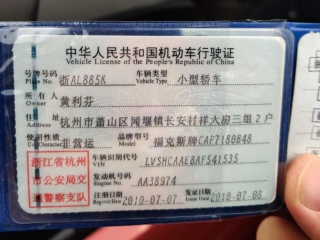 中华人民共和国机动车行驶证
Vehicle License of the People's Republic of China
号牌号码 浙AL885K 车辆类型 小型轿车
Plate No. Vehicle Type
所有人 黄利芬
Owner
住址 杭州市萧山区闻堰镇长安村祥大房三组2户
Address
使用性质 非营运 品牌型号 福克斯牌CAF7180B48
Use Character Model
浙江省杭州
市公安局交
通警察支队
车辆识别代号 LVSHCAAE8AF541535
VIN
发动机号码 AA38974
Engine No.
注册日期 2010-07-07 发证日期 2010-07-08
Register Date Issue Date